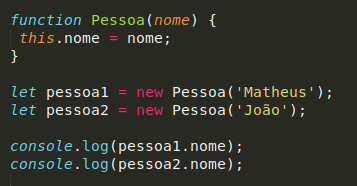 function Pessoa(nome) {
 this.nome = nome;
}
let pessoa1 = new Pessoa('Matheus');
let pessoa2 = new Pessoa('João');
console.log(pessoa1.nome);
console.log(pessoa2.nome);